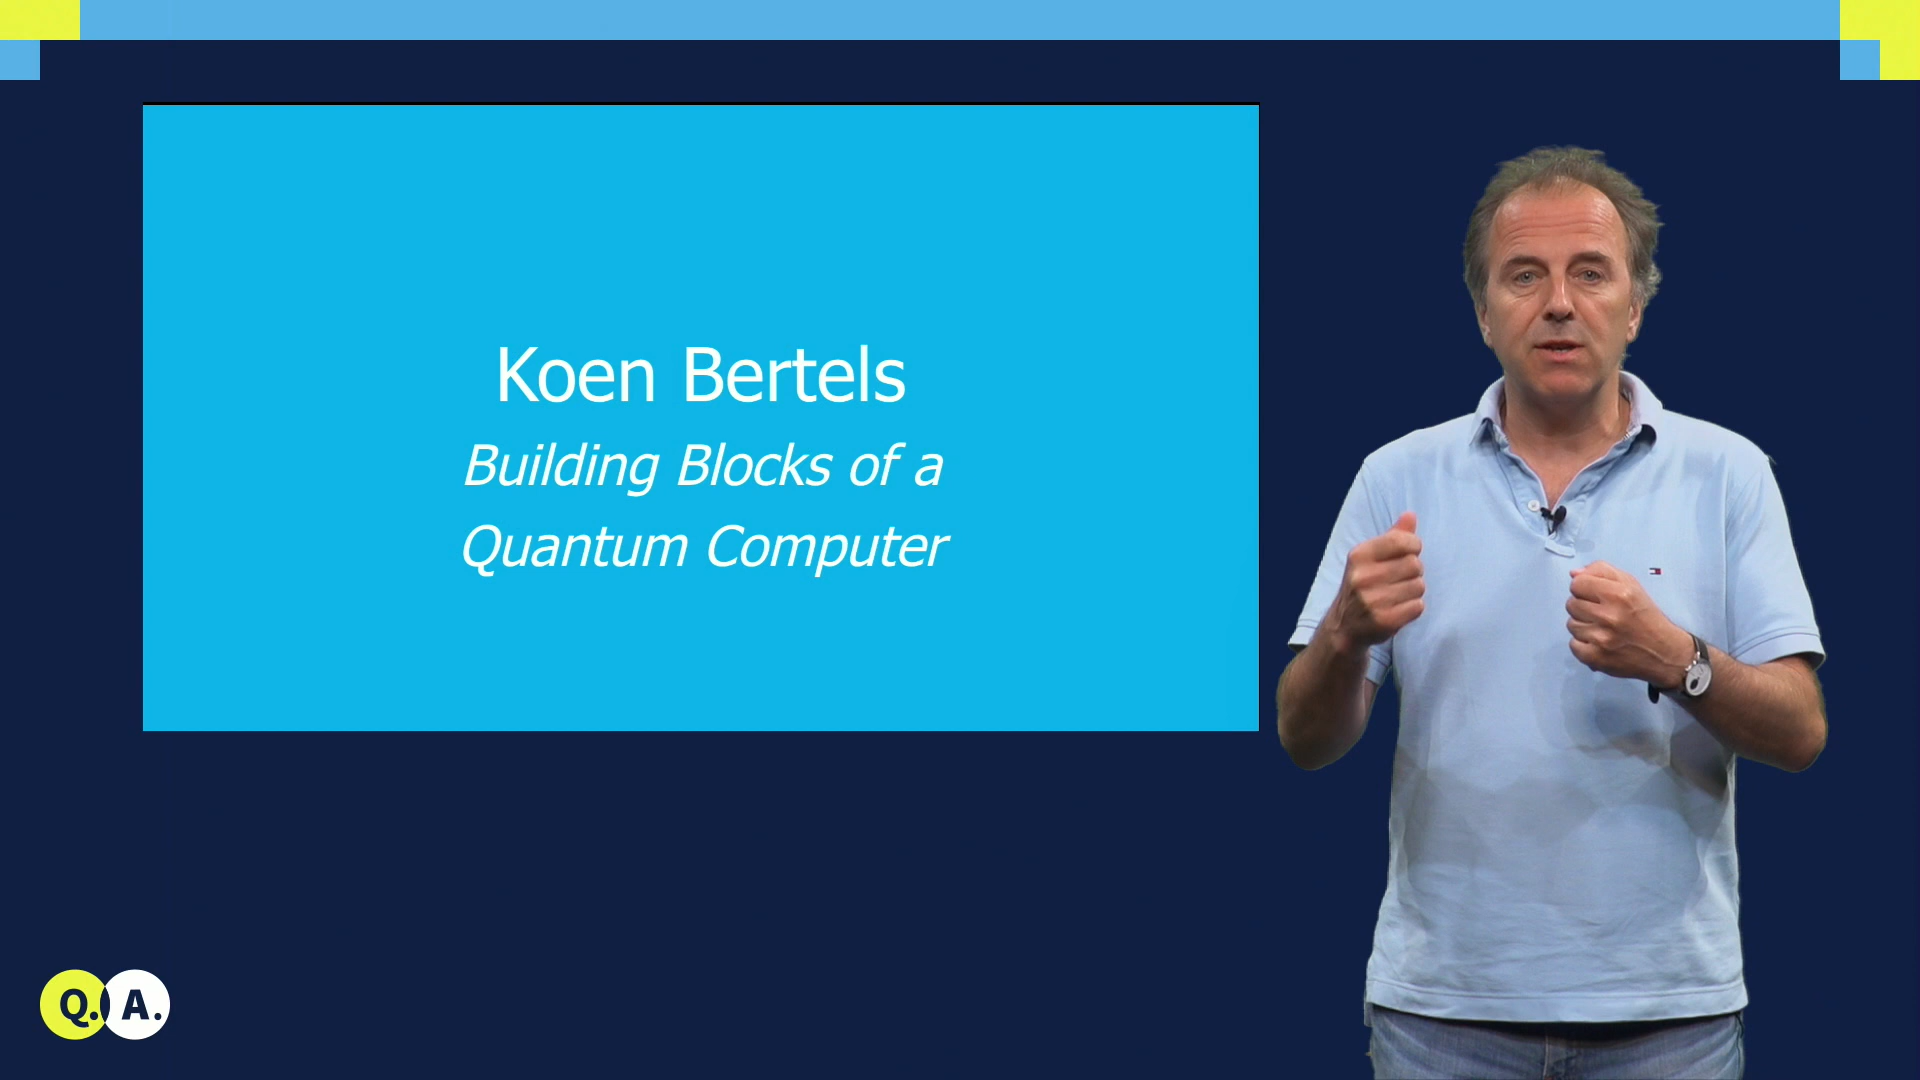 Koen Bertels
Building Blocks of a
Quantum Computer
Q. A.